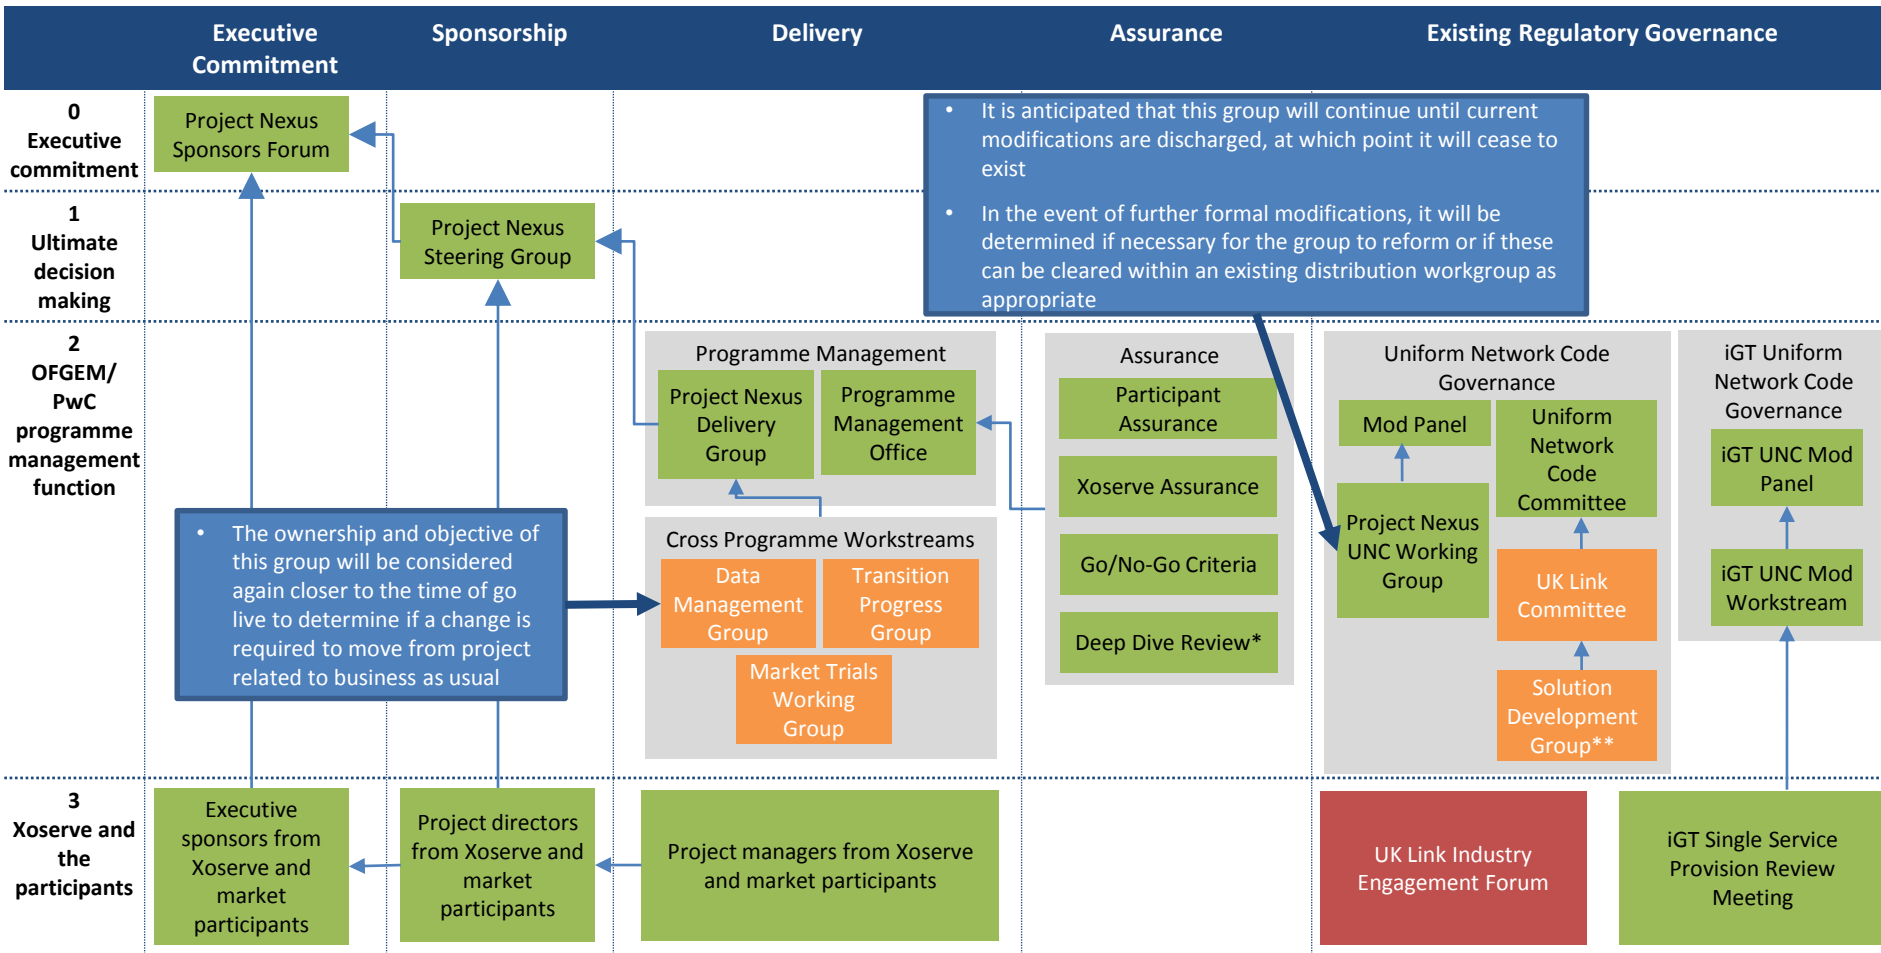 Executive
Commitment
Sponsorship
Delivery
Assurance
Existing Regulatory Governance
0
Executive
commitment
Project Nexus
Sponsors Forum
• It is anticipated that this group will continue until current
modifications are discharged, at which point it will cease to
exist
• In the event of further formal modifications, it will be
determined if necessary for the group to reform or if these
can be cleared within an existing distribution workgroup as
appropriate
1
Ultimate
decision
making
Project Nexus
Steering Group
2
OFGEM/
PwC
programme
management
function
Programme Management
Project Nexus
Delivery
Group
Programme
Management
Office
Assurance
Participant
Assurance
Xoserve Assurance
Go/No-Go Criteria
Deep Dive Review*
Uniform Network Code
Governance
Mod Panel
Uniform
Network
Code
Committee
Project Nexus
UNC Working
Group
UK Link
Committee
Solution
Development
Group**
iGT Uniform
Network Code
Governance
iGT UNC Mod
Panel
iGT UNC Mod
Workstream
• The ownership and objective of
this group will be considered
again closer to the time of go
live to determine if a change is
required to move from project
related to business as usual
Cross Programme Workstreams
Data
Management
Group
Transition
Progress
Group
Market Trials
Working
Group
3
Xoserve and
the
participants
Executive
sponsors from
Xoserve and
market
participants
Project directors
from Xoserve and
market
participants
Project managers from Xoserve
and market participants
UK Link Industry
Engagement Forum
iGT Single Service
Provision Review
Meeting